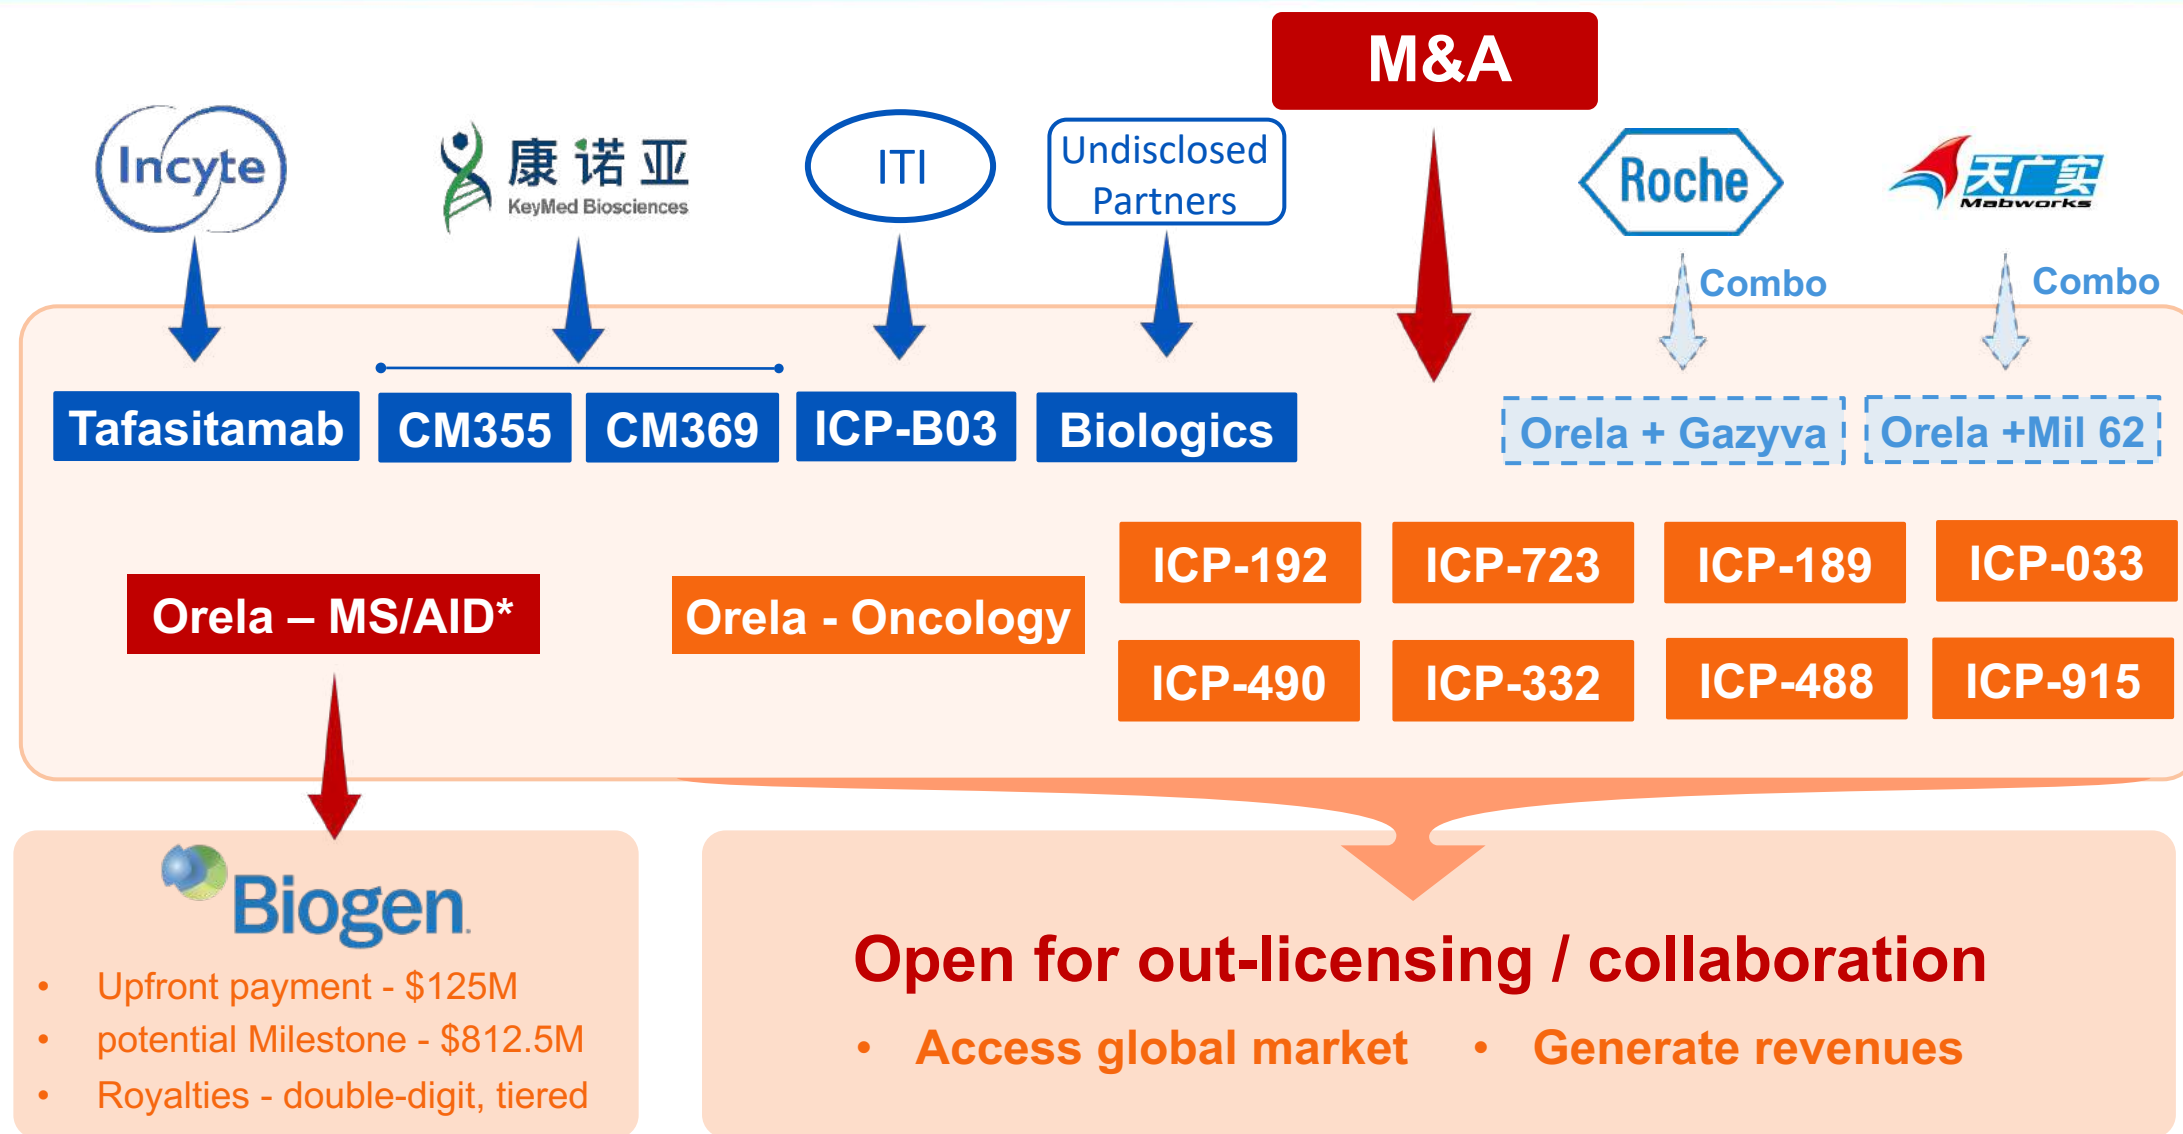 M&A
Incyte
康诺亚
KeyMed Biosciences
ITI
Undisclosed
Partners
Roche
天广实
Mabworks
Combo
Combo
Tafasitamab
CM355
CM369
ICP-B03
Biologics
Orela + Gazyva
Orela +Mil 62
ICP-192
ICP-723
ICP-189
ICP-033
Orela – MS/AID*
Orela - Oncology
ICP-490
ICP-332
ICP-488
ICP-915
Biogen.
• Upfront payment - $125M
• potential Milestone - $812.5M
• Royalties - double-digit, tiered
Open for out-licensing / collaboration
• Access global market
• Generate revenues